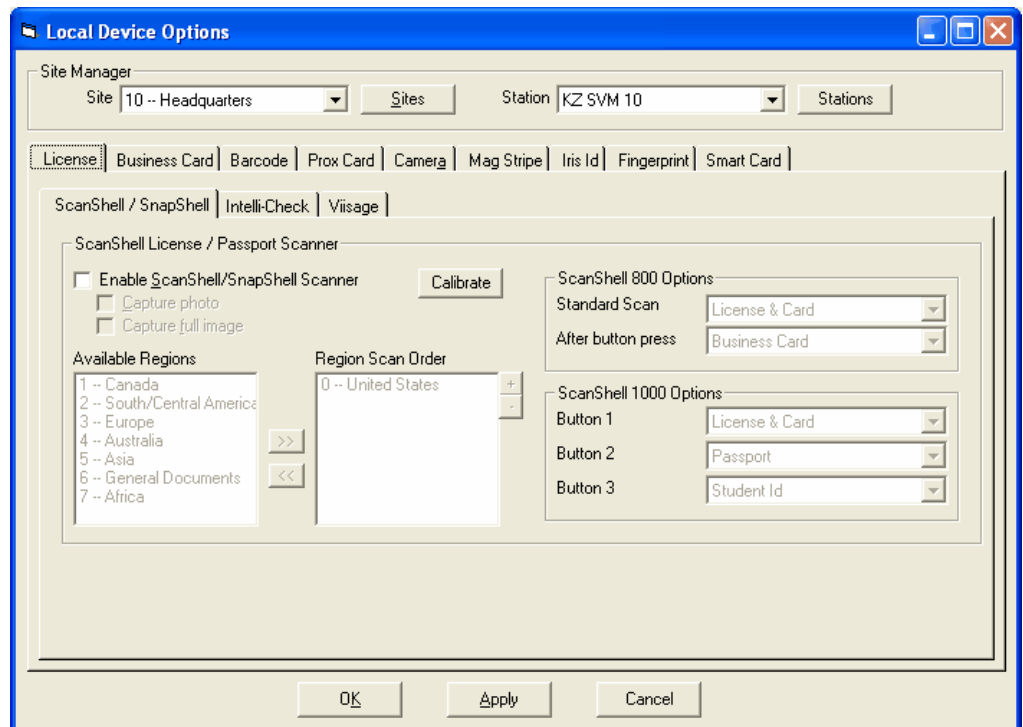 Local Device Options
Site Manager
Site 10 -- Headquarters Sites Station KZ SVM 10 Stations
License Business Card Barcode Prox Card Camera Mag Stripe Iris Id Fingerprint Smart Card
ScanShell / SnapShell Intelli-Check Viisage
ScanShell License / Passport Scanner
Enable ScanShell/SnapShell Scanner Calibrate
Capture photo
Capture full image
Available Regions
1 -- Canada
2 -- South/Central America
3 -- Europe
4 -- Australia
5 -- Asia
6 -- General Documents
7 -- Africa
>>
<<
Region Scan Order
0 -- United States
+
-
ScanShell 800 Options
Standard Scan License & Card
After button press Business Card
ScanShell 1000 Options
Button 1 License & Card
Button 2 Passport
Button 3 Student Id
OK Apply Cancel